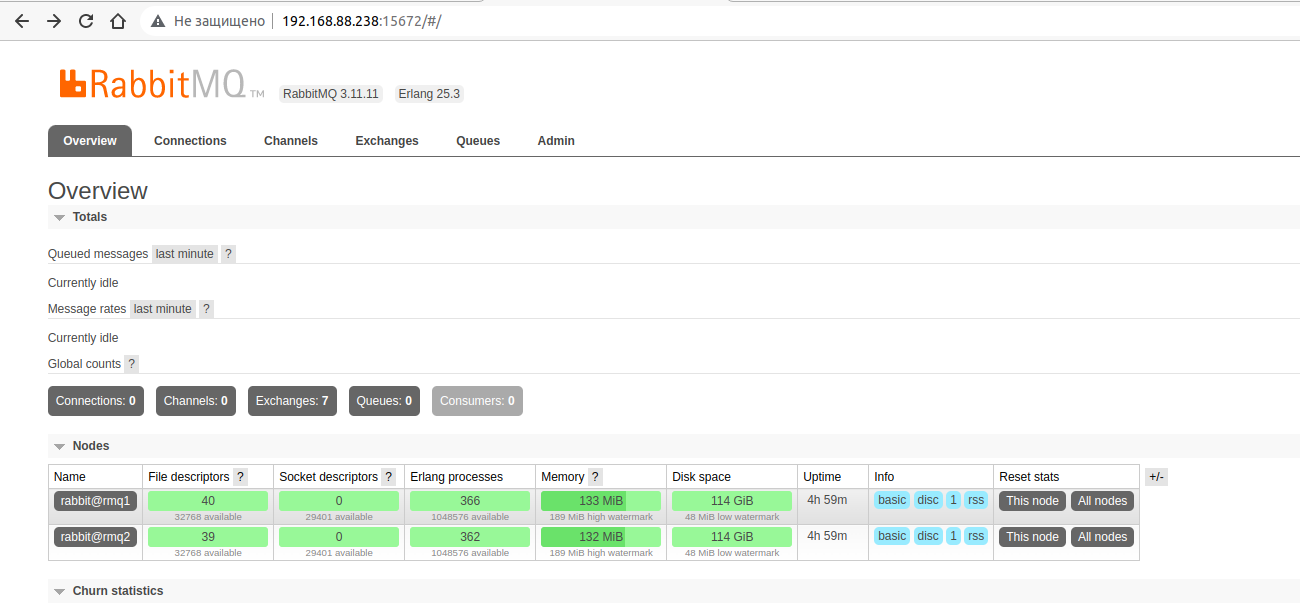 Не защищено 192.168.88.238:15672/#/
RabbitMQ TM RabbitMQ 3.11.11 Erlang 25.3
Overview Connections Channels Exchanges Queues Admin
Overview
Totals
Queued messages last minute ?
Currently idle
Message rates last minute ?
Currently idle
Global counts ?
Connections: 0 Channels: 0 Exchanges: 7 Queues: 0 Consumers: 0
Nodes
Name File descriptors ? Socket descriptors ? Erlang processes Memory ? Disk space Uptime Info Reset stats +/-
rabbit@rmq1 40 0 366 133 MiB 114 GiB 4h 59m basic disc 1 rss This node All nodes
32768 available 29401 available 1048576 available 189 MiB high watermark 48 MiB low watermark
rabbit@rmq2 39 0 362 132 MiB 114 GiB 4h 59m basic disc 1 rss This node All nodes
32768 available 29401 available 1048576 available 189 MiB high watermark 48 MiB low watermark
Churn statistics